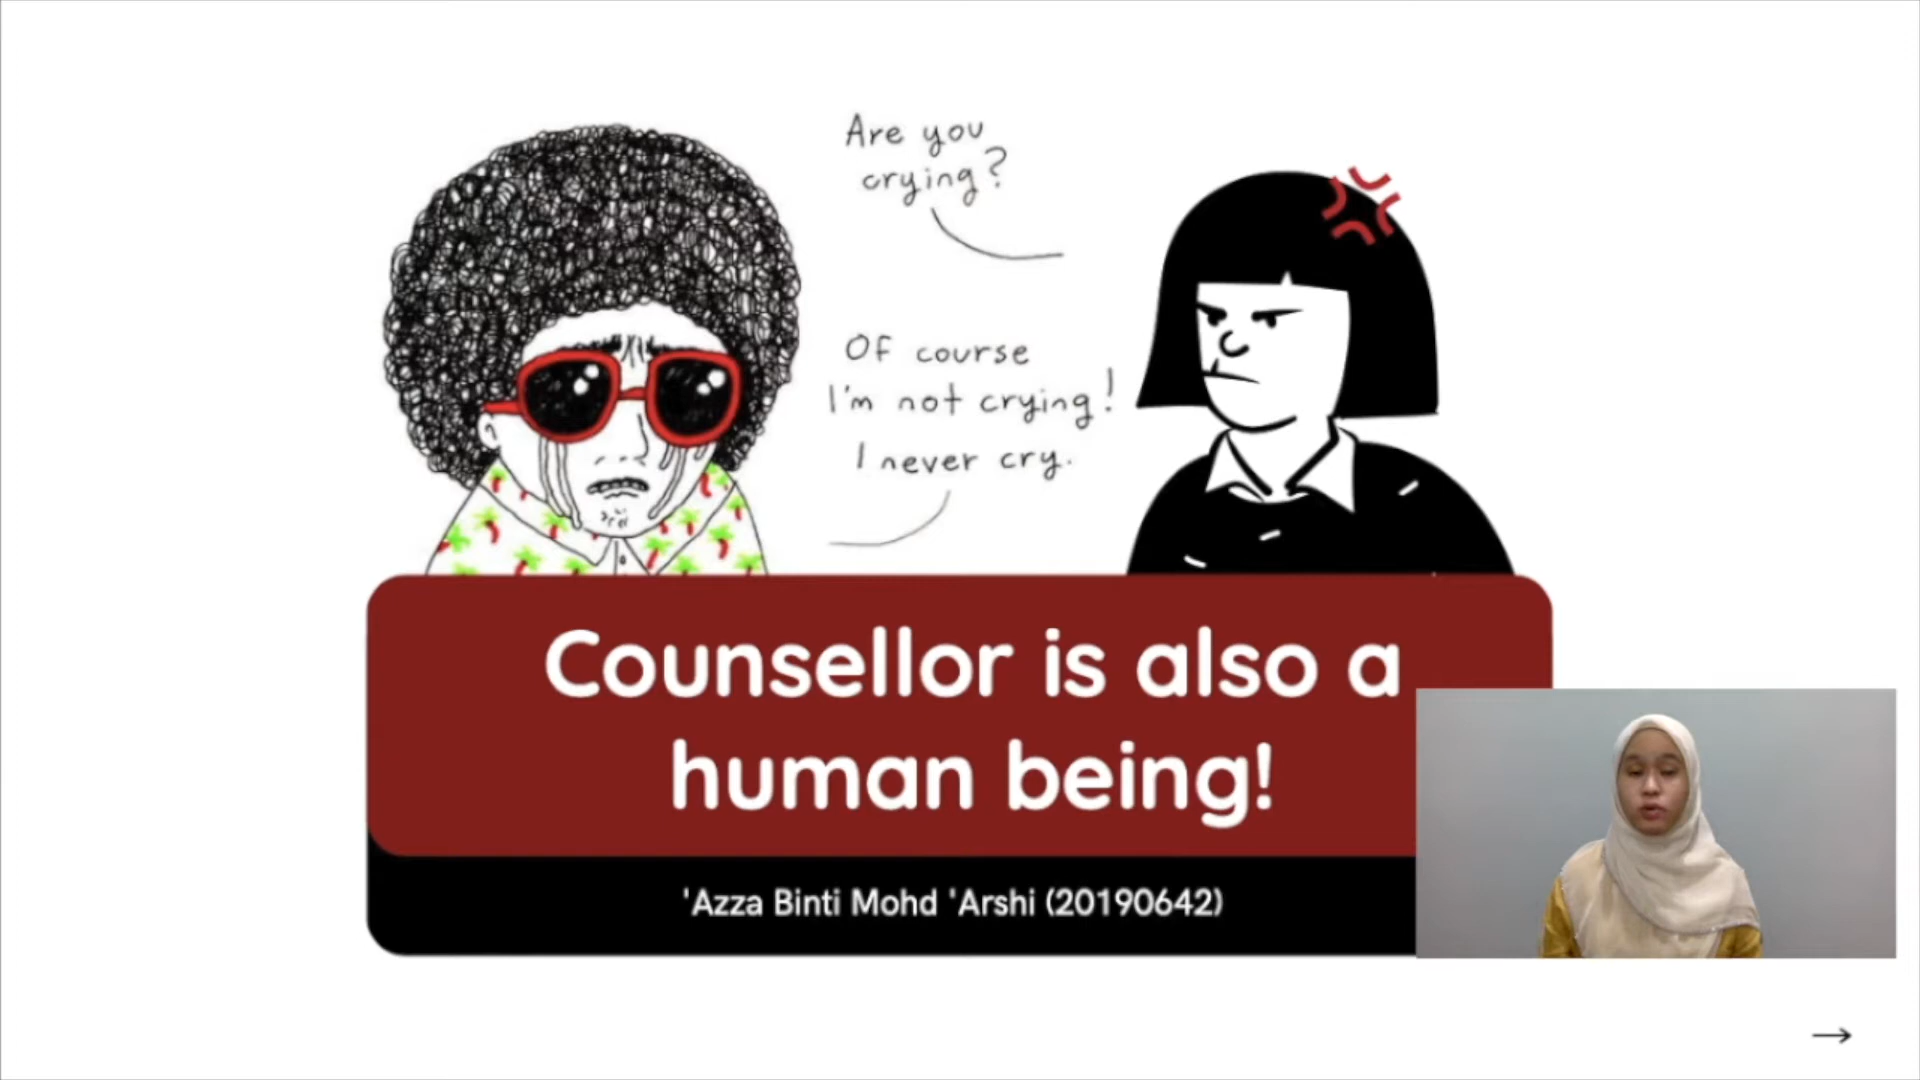 Are you
crying?
Of course
I'm not crying!
I never cry.
Counsellor is also a
human being!
'Azza Binti Mohd 'Arshi (20190642)